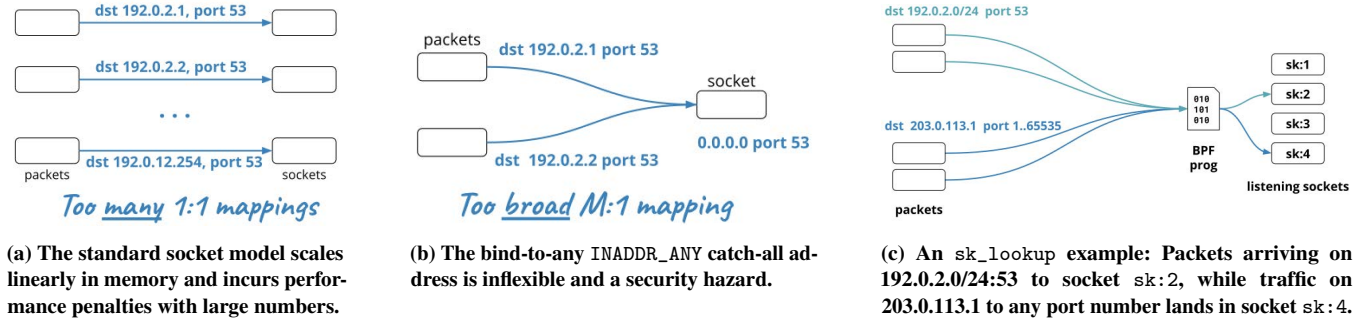 dst 192.0.2.1, port 53
dst 192.0.2.2, port 53
...
dst 192.0.12.254, port 53
packets
sockets
Too many 1:1 mappings
(a) The standard socket model scales
linearly in memory and incurs perfor-
mance penalties with large numbers.
packets
dst 192.0.2.1 port 53
socket
0.0.0.0 port 53
dst 192.0.2.2 port 53
Too broad M:1 mapping
(b) The bind-to-any INADDR_ANY catch-all ad-
dress is inflexible and a security hazard.
dst 192.0.2.0/24 port 53
dst 203.0.113.1 port 1..65535
packets
010
101
010
BPF
prog
sk:1
sk:2
sk:3
sk:4
listening sockets
(c) An sk_lookup example: Packets arriving on
192.0.2.0/24:53 to socket sk:2, while traffic on
203.0.113.1 to any port number lands in socket sk:4.